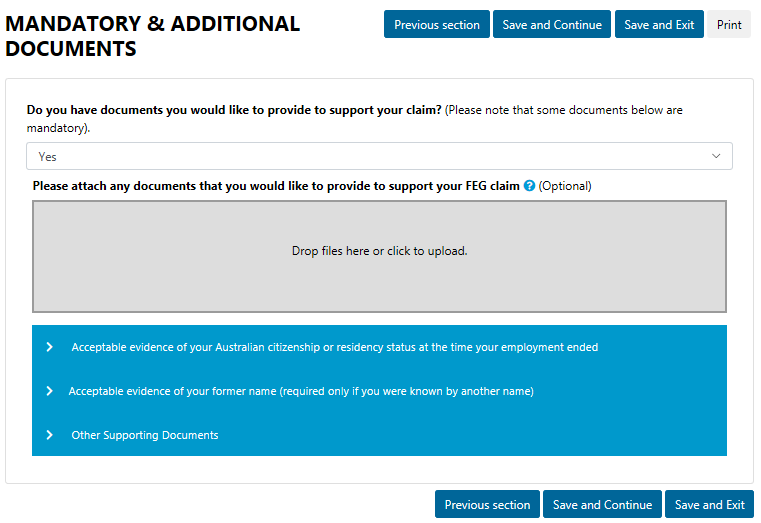 MANDATORY & ADDITIONAL
DOCUMENTS
Previous section
Save and Continue
Save and Exit
Print
Do you have documents you would like to provide to support your claim? (Please note that some documents below are
mandatory).
Yes
Please attach any documents that you would like to provide to support your FEG claim ? (Optional)
Drop files here or click to upload.
Acceptable evidence of your Australian citizenship or residency status at the time your employment ended
Acceptable evidence of your former name (required only if you were known by another name)
Other Supporting Documents
Previous section
Save and Continue
Save and Exit